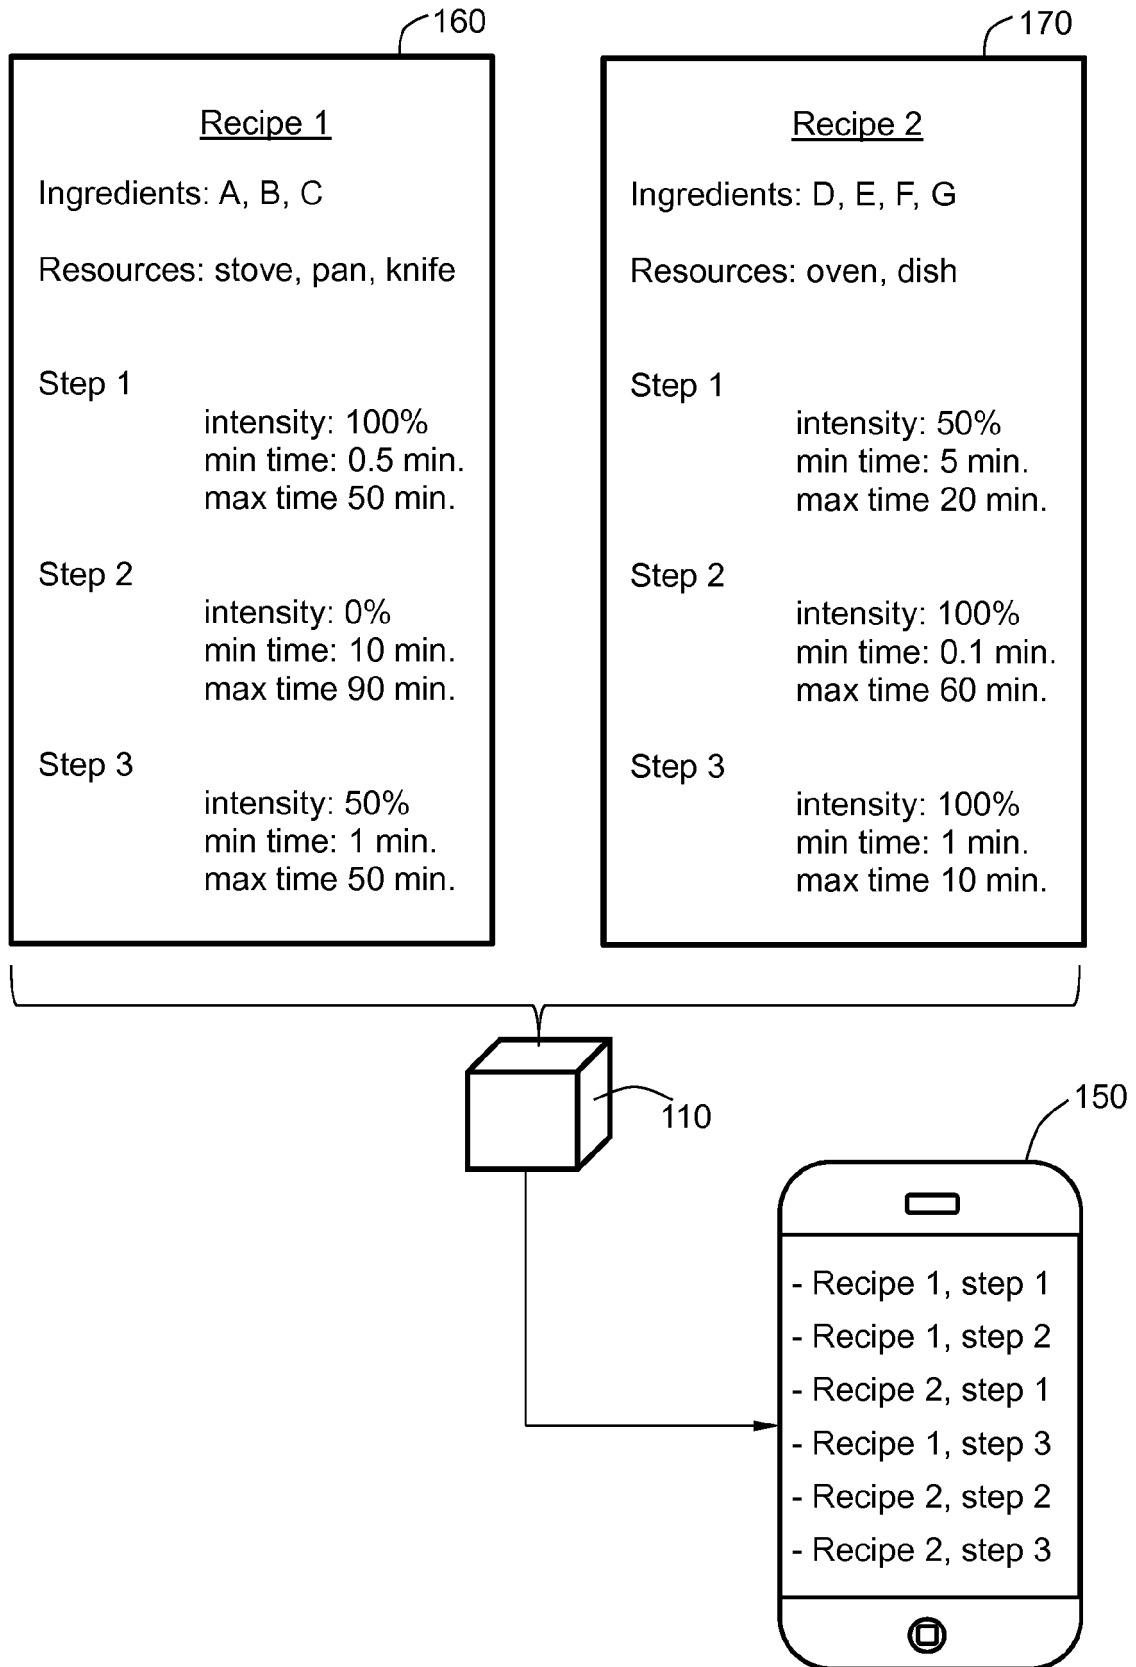 160
Recipe 1
Ingredients: A, B, C
Resources: stove, pan, knife
Step 1
intensity: 100%
min time: 0.5 min.
max time 50 min.
Step 2
intensity: 0%
min time: 10 min.
max time 90 min.
Step 3
intensity: 50%
min time: 1 min.
max time 50 min.
170
Recipe 2
Ingredients: D, E, F, G
Resources: oven, dish
Step 1
intensity: 50%
min time: 5 min.
max time 20 min.
Step 2
intensity: 100%
min time: 0.1 min.
max time 60 min.
Step 3
intensity: 100%
min time: 1 min.
max time 10 min.
110
150
- Recipe 1, step 1
- Recipe 1, step 2
- Recipe 2, step 1
- Recipe 1, step 3
- Recipe 2, step 2
- Recipe 2, step 3